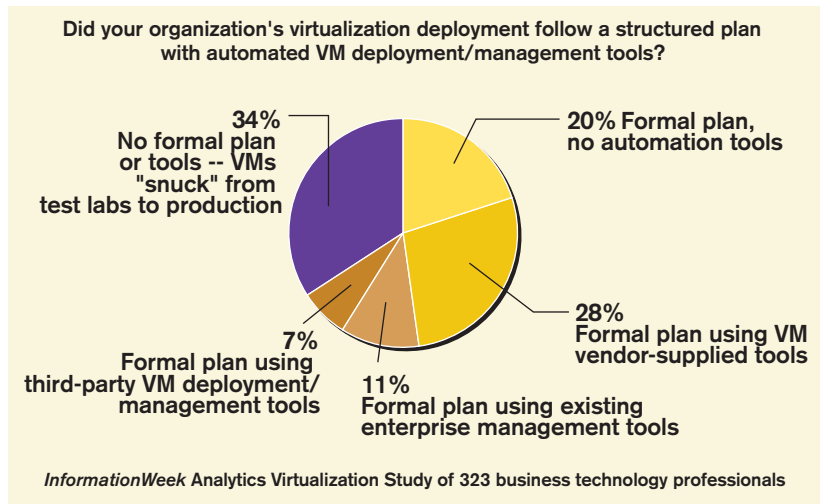 Did your organization's virtualization deployment follow a structured plan
with automated VM deployment/management tools?
34%
No formal plan
or tools -- VMs
"snuck" from
test labs to production
20% Formal plan,
no automation tools
28%
Formal plan using VM
vendor-supplied tools
7%
Formal plan using
third-party VM deployment/
management tools
11%
Formal plan using existing
enterprise management tools
InformationWeek Analytics Virtualization Study of 323 business technology professionals